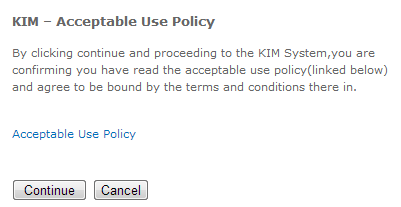 KIM – Acceptable Use Policy
By clicking continue and proceeding to the KIM System,you are
confirming you have read the acceptable use policy(linked below)
and agree to be bound by the terms and conditions there in.
Acceptable Use Policy
Continue Cancel